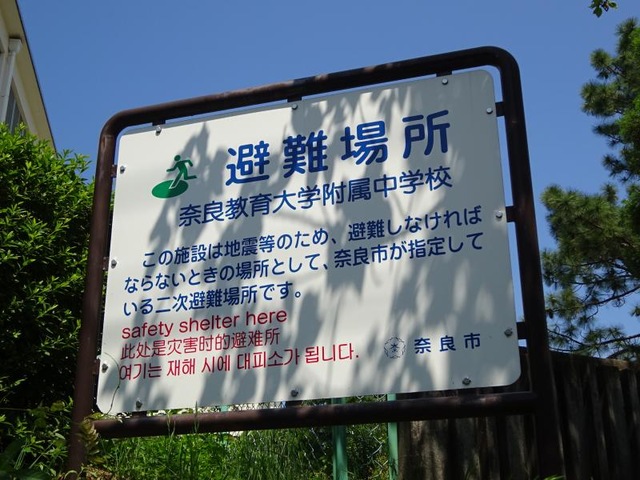 避難場所
奈良教育大学附属中学校
この施設は地震等のため、避難しなければ
ならないときの場所として、奈良市が指定して
いる二次避難場所です。
safety shelter here
此处是灾害时的避难所
여기는 재해 시에 대피소가 됩니다.
奈良市